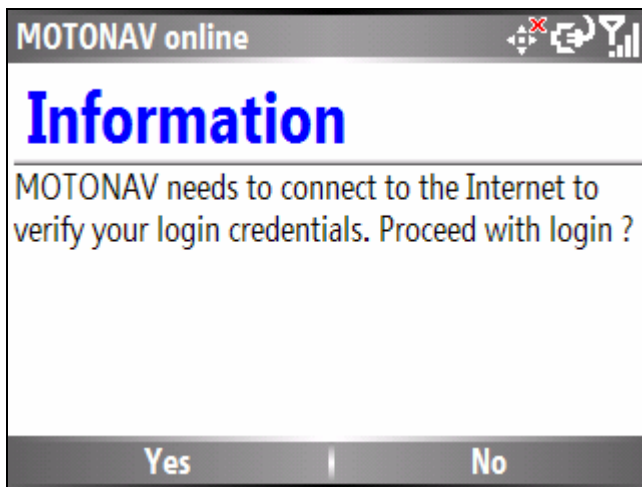 MOTONAV online
Information
MOTONAV needs to connect to the Internet to
verify your login credentials. Proceed with login ?
Yes No